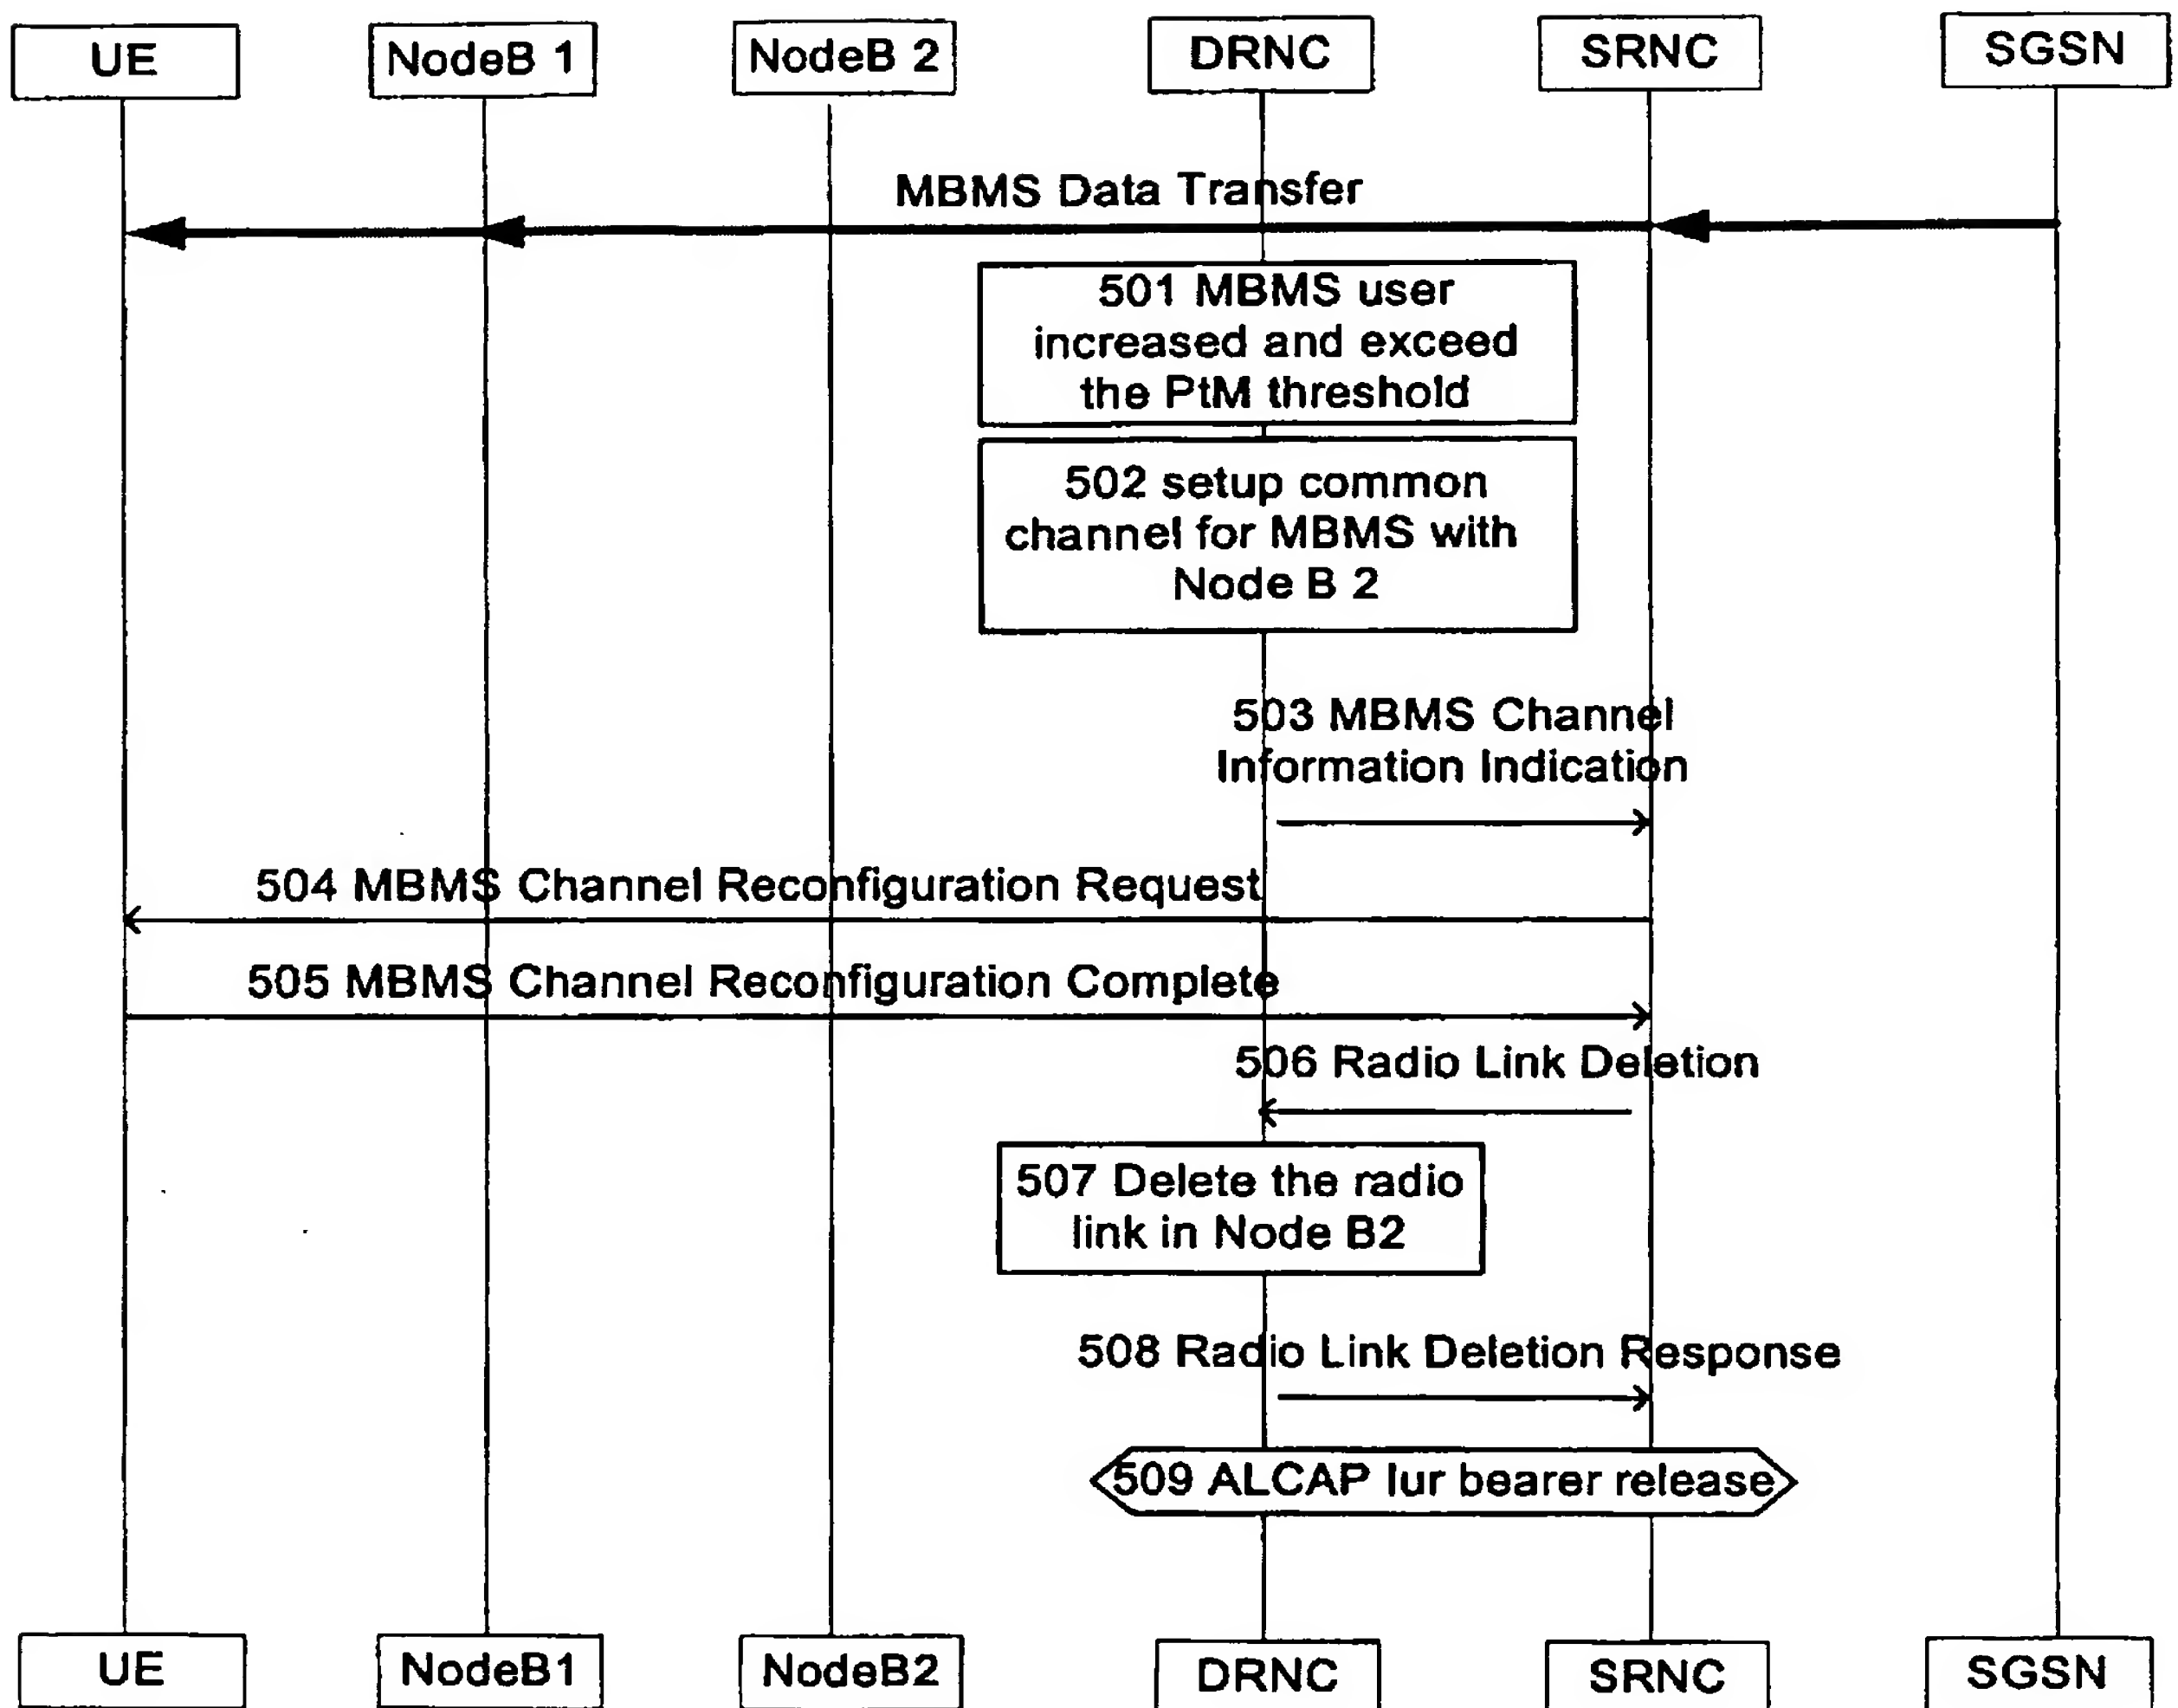 UE
NodeB 1
NodeB 2
DRNC
SRNC
SGSN
MBMS Data Transfer
501 MBMS user
increased and exceed
the PtM threshold
502 setup common
channel for MBMS with
Node B 2
503 MBMS Channel
Information Indication
504 MBMS Channel Reconfiguration Request
505 MBMS Channel Reconfiguration Complete
506 Radio Link Deletion
507 Delete the radio
link in Node B2
508 Radio Link Deletion Response
509 ALCAP Iur bearer release
UE
NodeB1
NodeB2
DRNC
SRNC
SGSN